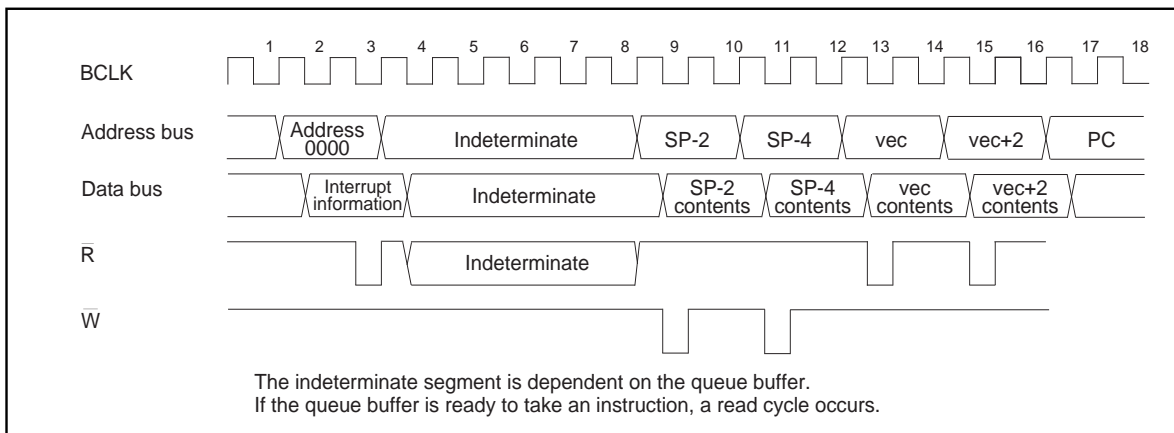 1 2 3 4 5 6 7 8 9 10 11 12 13 14 15 16 17 18
BCLK
Address bus
Address
0000
Indeterminate
SP-2
SP-4
vec
vec+2
PC
Data bus
Interrupt
information
Indeterminate
SP-2
contents
SP-4
contents
vec
contents
vec+2
contents
R
Indeterminate
W
The indeterminate segment is dependent on the queue buffer.
If the queue buffer is ready to take an instruction, a read cycle occurs.